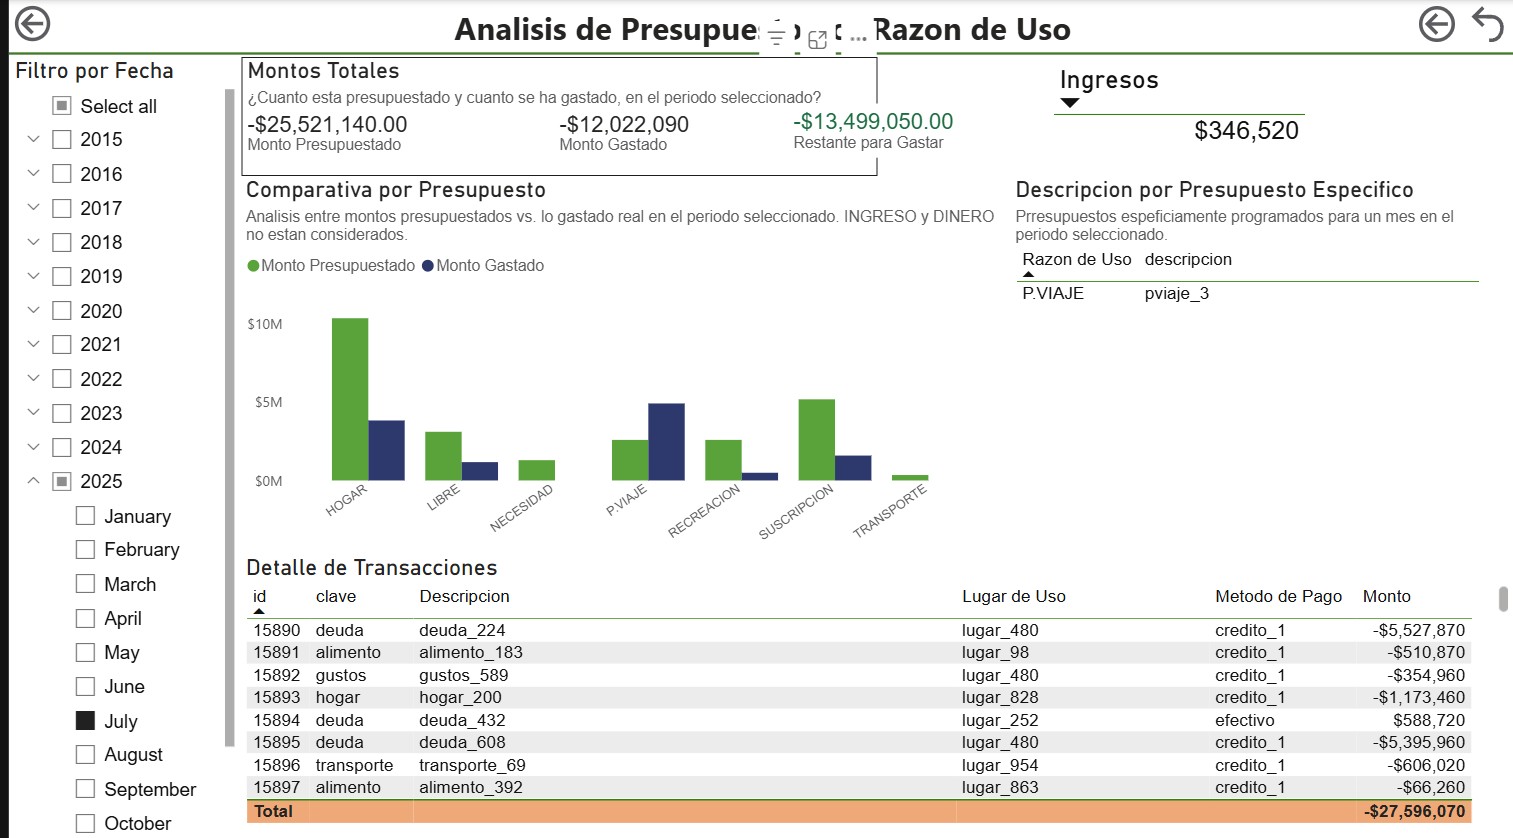 Analisis de Presupue Razon de Uso
Filtro por Fecha
Select all
2015
2016
2017
2018
2019
2020
2021
2022
2023
2024
2025
January
February
March
April
May
June
July
August
September
October
Montos Totales
¿Cuanto esta presupuestado y cuanto se ha gastado, en el periodo seleccionado?
-$25,521,140.00 -$12,022,090 -$13,499,050.00
Monto Presupuestado Monto Gastado Restante para Gastar
Ingresos
$346,520
Comparativa por Presupuesto
Analisis entre montos presupuestados vs. lo gastado real en el periodo seleccionado. INGRESO y DINERO
no estan considerados.
Monto Presupuestado Monto Gastado
$10M
$5M
$0M
HOGAR LIBRE NECESIDAD P.VIAJE RECREACION SUSCRIPCION TRANSPORTE
Descripcion por Presupuesto Especifico
Prresupuestos espeficiamente programados para un mes en el
periodo seleccionado.
Razon de Uso descripcion
P.VIAJE pviaje_3
Detalle de Transacciones
id clave Descripcion Lugar de Uso Metodo de Pago Monto
15890 deuda deuda_224 lugar_480 credito_1 -$5,527,870
15891 alimento alimento_183 lugar_98 credito_1 -$510,870
15892 gustos gustos_589 lugar_480 credito_1 -$354,960
15893 hogar hogar_200 lugar_828 credito_1 -$1,173,460
15894 deuda deuda_432 lugar_252 efectivo $588,720
15895 deuda deuda_608 lugar_480 credito_1 -$5,395,960
15896 transporte transporte_69 lugar_954 credito_1 -$606,020
15897 alimento alimento_392 lugar_863 credito_1 -$66,260
Total -$27,596,070